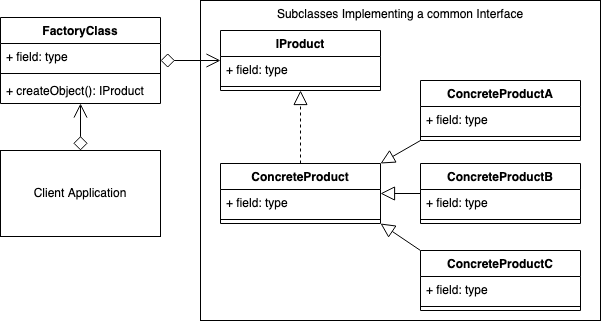 Subclasses Implementing a common Interface
FactoryClass
+ field: type
+ createObject(): IProduct
Client Application
IProduct
+ field: type
ConcreteProduct
+ field: type
ConcreteProductA
+ field: type
ConcreteProductB
+ field: type
ConcreteProductC
+ field: type